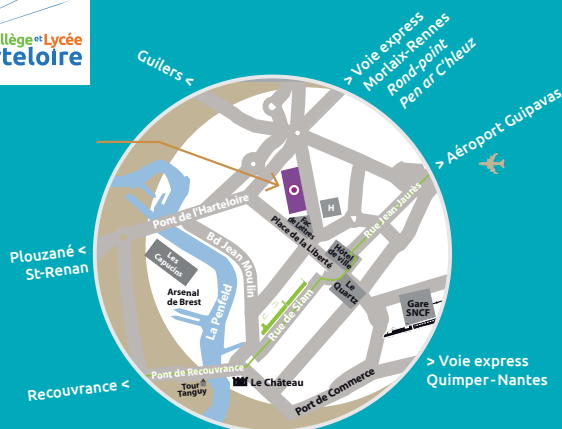 llège et Lycée
rteloire
Guilers <
> Voie express
Morlaix-Rennes
Rond-point
Pen ar C'hleuz
> Aéroport Guipavas
Plouzané <
St-Renan
Pont de l'Harteloire
Bd Jean Moulin
Les
Capucins
Arsenal
de Brest
La Penfeld
H
Fac
de Lettres
Place de la Liberté
Hôtel
de ville
Rue Jean-Jaurès
Le
Quartz
Rue de Siam
Gare
SNCF
Pont de Recouvrance
Recouvrance <
Tour
Tanguy
Le Château
Port de Commerce
> Voie express
Quimper-Nantes